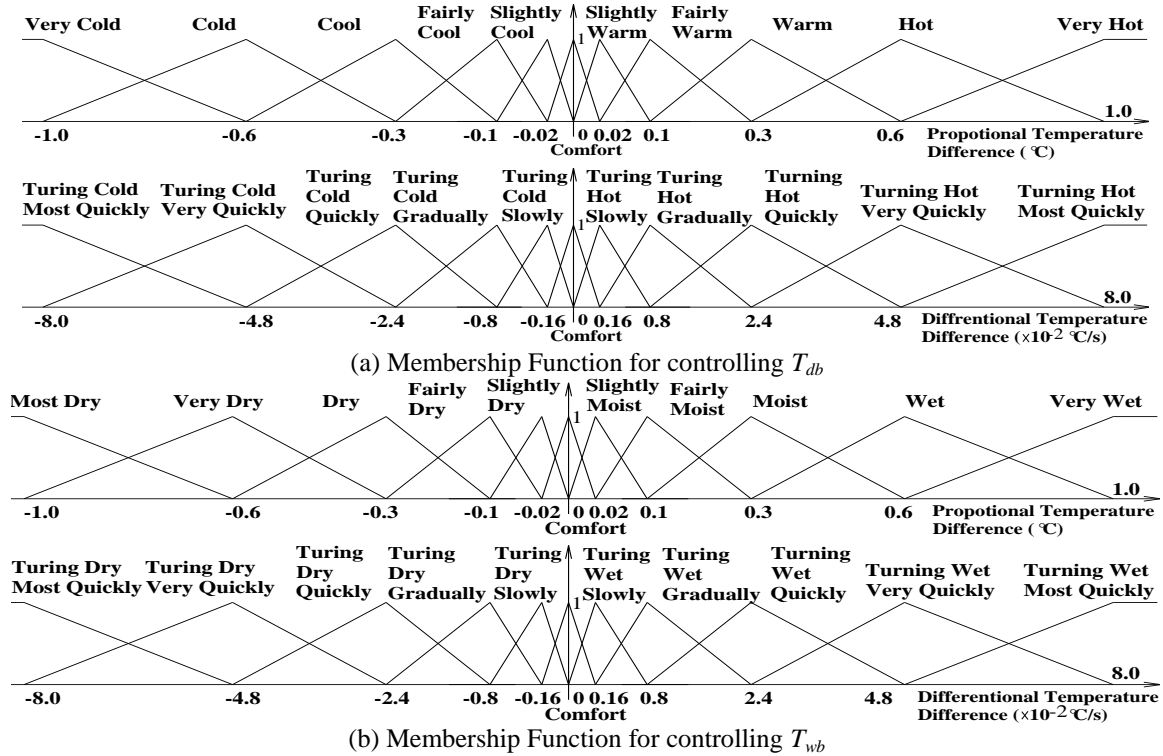 Very Cold Cold Cool Fairly Cool Slightly Cool Slightly Warm Fairly Warm Warm Hot Very Hot
1
1.0
-1.0 -0.6 -0.3 -0.1 -0.02 0 0.02 0.1 0.3 0.6 Propotional Temperature
Comfort Difference (℃)
Turing Cold Most Quickly Turing Cold Very Quickly Turing Cold Quickly Turing Cold Gradually Turing Cold Slowly Turing Hot Slowly Turing Hot Gradually Turning Hot Quickly Turning Hot Very Quickly Turning Hot Most Quickly
1
8.0
-8.0 -4.8 -2.4 -0.8 -0.16 0 0.16 0.8 2.4 4.8 Diffrentional Temperature
Comfort Difference (×10-2 ℃/s)
(a) Membership Function for controlling Tdb
Most Dry Very Dry Dry Fairly Dry Slightly Dry Slightly Moist Fairly Moist Moist Wet Very Wet
1
1.0
-1.0 -0.6 -0.3 -0.1 -0.02 0 0.02 0.1 0.3 0.6 Propotional Temperature
Comfort Difference (℃)
Turing Dry Most Quickly Turing Dry Very Quickly Turing Dry Quickly Turing Dry Gradually Turing Dry Slowly Turing Wet Slowly Turing Wet Gradually Turning Wet Quickly Turning Wet Very Quickly Turning Wet Most Quickly
1
8.0
-8.0 -4.8 -2.4 -0.8 -0.16 0 0.16 0.8 2.4 4.8 Differentional Temperature
Comfort Difference (×10-2 ℃/s)
(b) Membership Function for controlling Twb